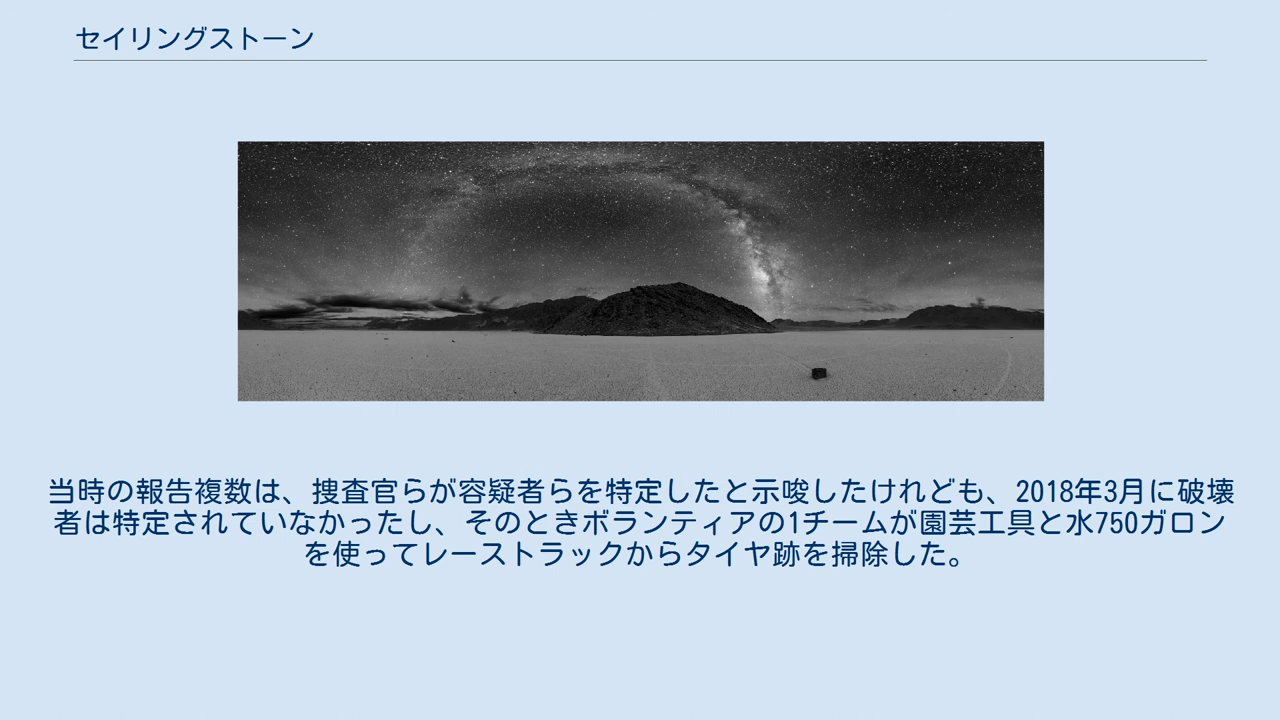 セイリングストーン
当時の報告複数は、捜査官らが容疑者らを特定したと示唆したけれども、2018年3月に破壊
者は特定されていなかったし、そのときボランティアの1チームが園芸工具と水750ガロン
を使ってレーストラックからタイヤ跡を掃除した。